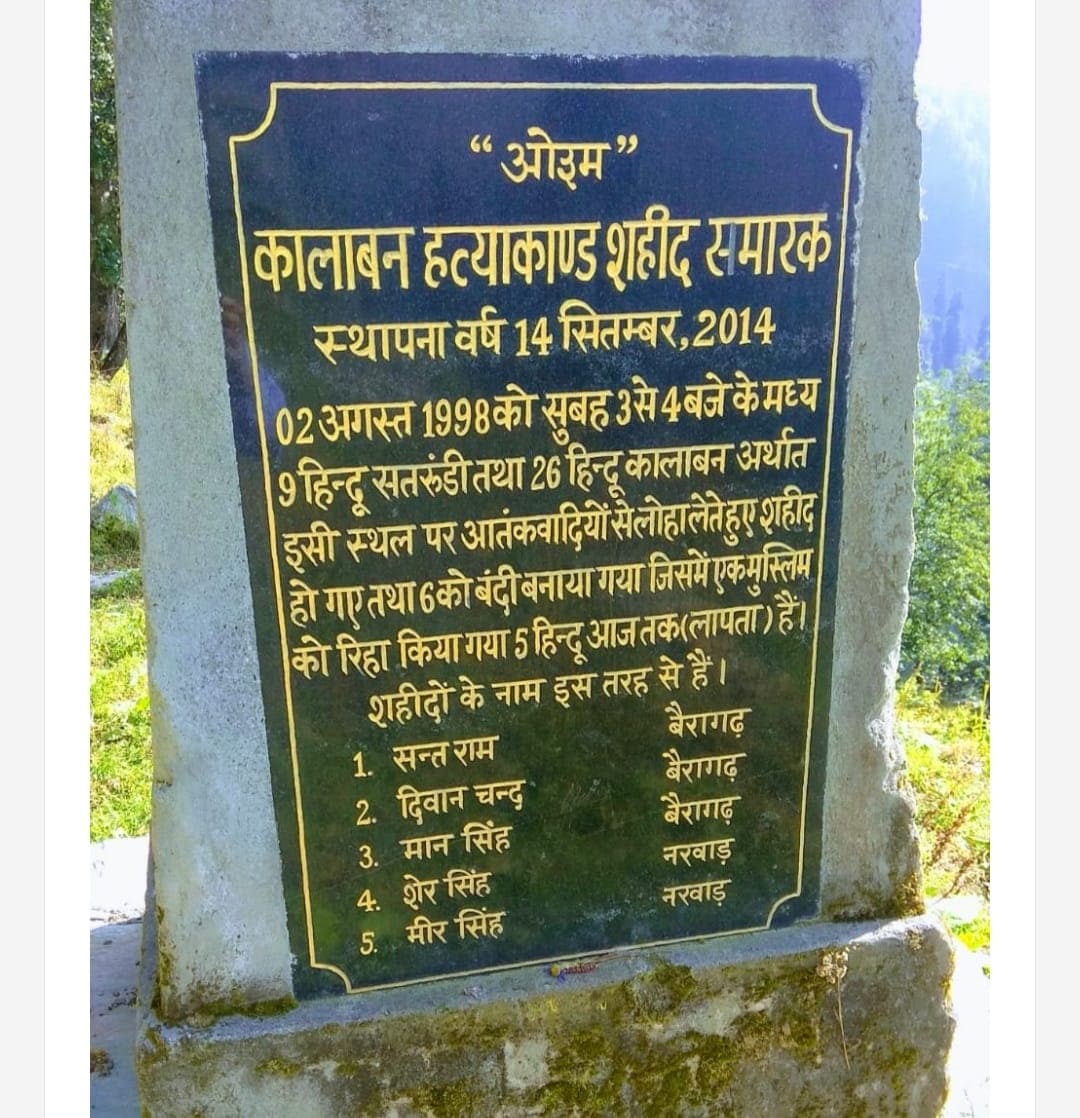 “ओ३म”
कालाबन हत्याकाण्ड शहीद समारक
स्थापना वर्ष 14 सितम्बर,2014
02 अगस्त 1998 को सुबह 3 से 4 बजे के मध्य
9 हिन्दू सतरुंडी तथा 26 हिन्दू कालाबन अर्थात
इसी स्थल पर आतंकवादियों से लोहा लेते हुए शहीद
हो गए तथा 6 को बंदी बनाया गया जिसमें एक मुस्लिम
को रिहा किया गया 5 हिन्दू आज तक (लापता) हैं।
शहीदों के नाम इस तरह से हैं।
1. सन्त राम बैरागढ़
2. दिवान चन्द बैरागढ़
3. मान सिंह बैरागढ़
4. शेर सिंह नरवाड़
5. मीर सिंह नरवाड़